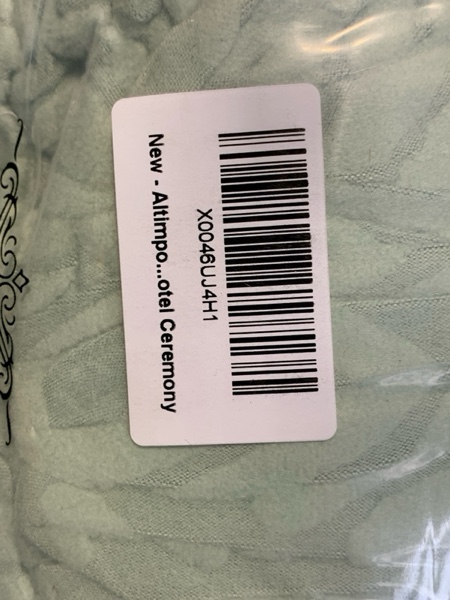 X0046UJ4H1
New - Altimpo...otel Ceremony